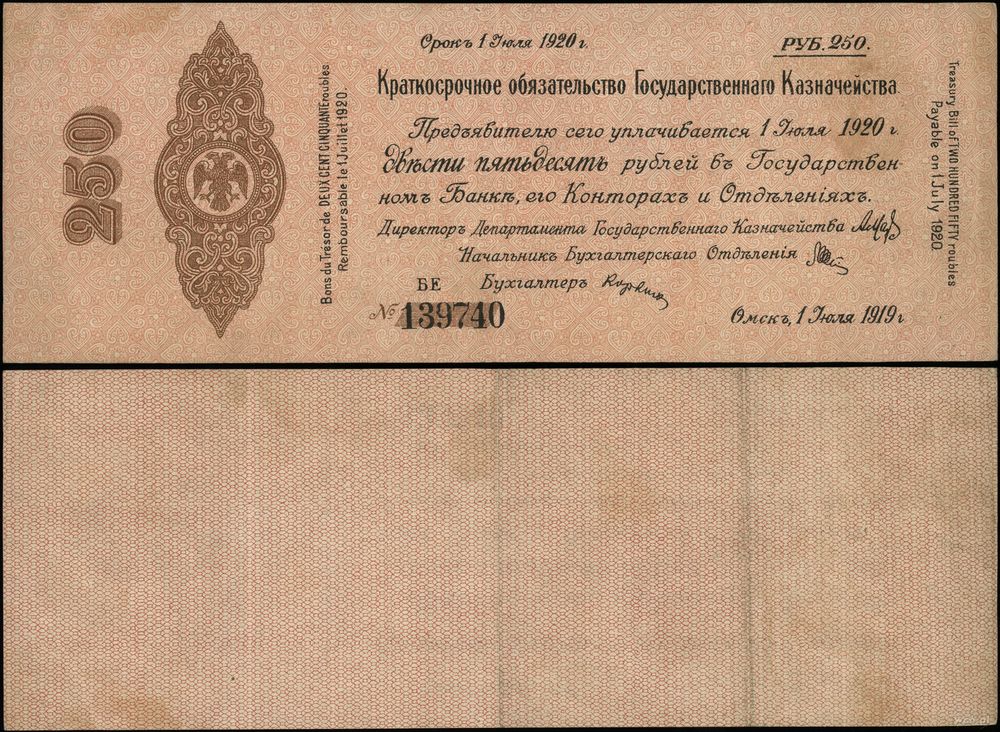 250
Bons du Trésor de DEUX CENT CINQUANTE roubles
Remboursable le 1 Juillet 1920.
Срокъ 1 Июля 1920 г.
РУБ. 250.
Краткосрочное обязательство Государственнаго Казначейства.
Предъявителю сего уплачивается 1 Июля 1920 г.
двѣсти пятьдесятъ рублей въ Государствен-
номъ Банкѣ, его Конторахъ и Отдѣленіяхъ.
Директоръ Департамента Государственнаго Казначейства
Начальникъ Бухгалтерскаго Отдѣленія
БЕ Бухгалтеръ
№ 139740
Омскъ, 1 Июля 1919 г
Treasury Bill of TWO HUNDRED FIFTY roubles
Payable on 1 July 1920.